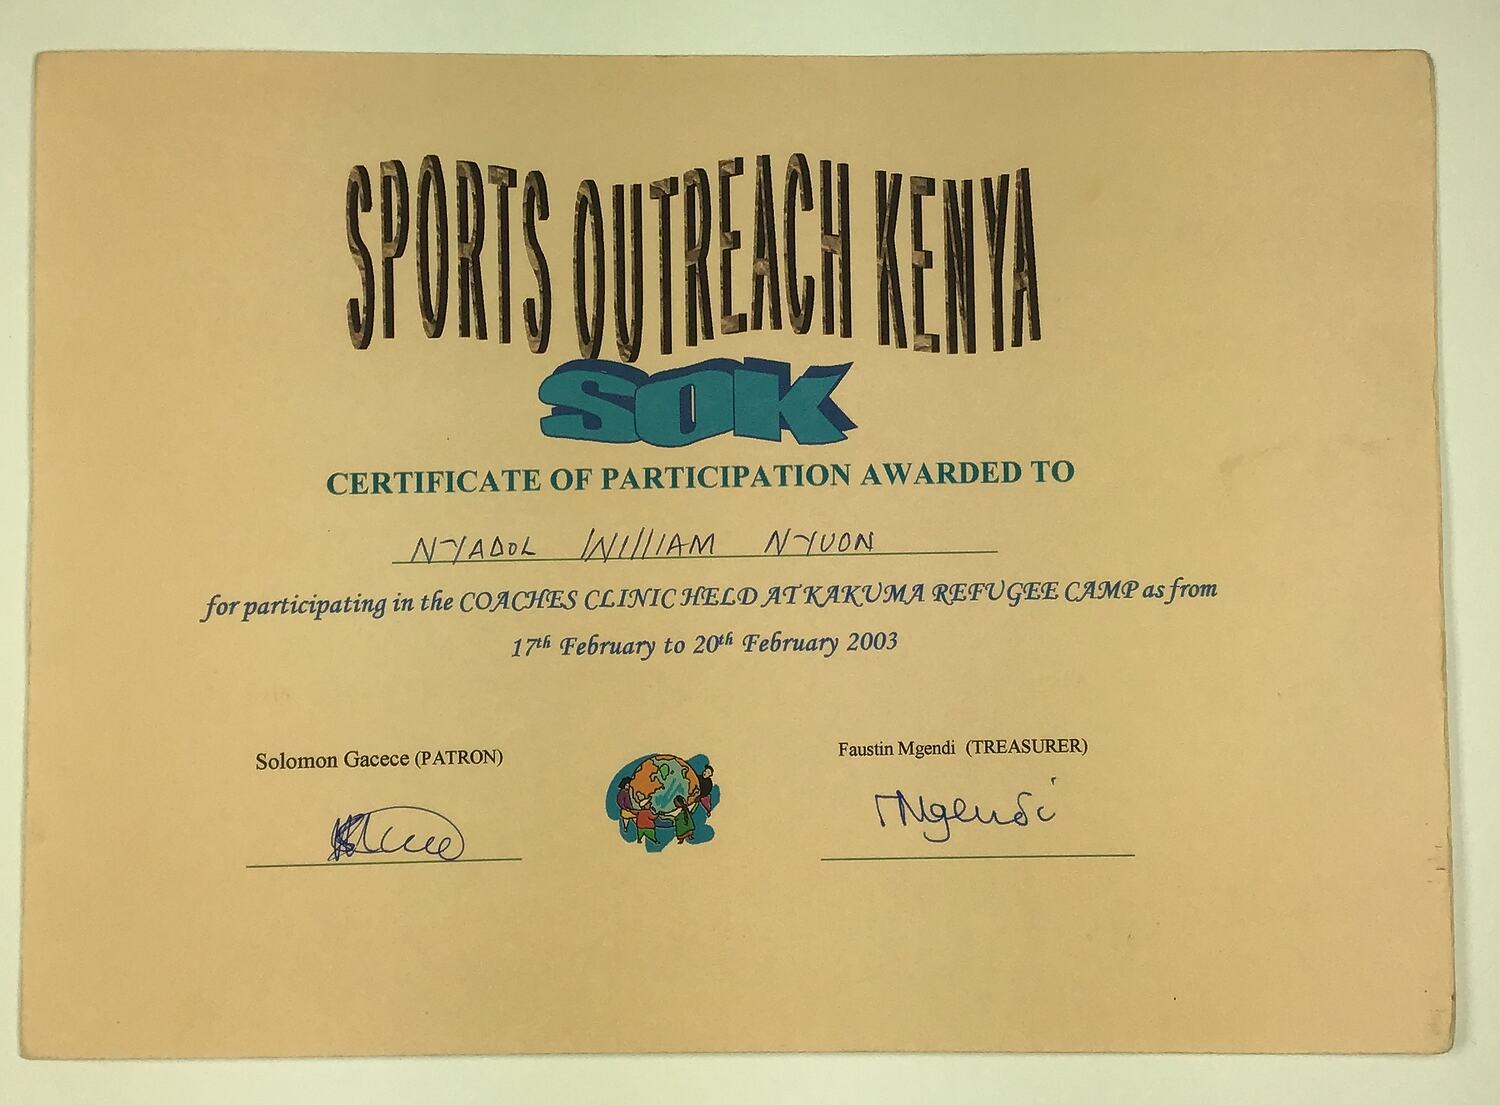 SPORTS OUTREACH KENYA
SOK
CERTIFICATE OF PARTICIPATION AWARDED TO
NYADOL WILLIAM NYUON
for participating in the COACHES CLINIC HELD AT KAKUMA REFUGEE CAMP as from
17th February to 20th February 2003
Solomon Gacece (PATRON)
Faustin Mgendi (TREASURER)
Mgendi